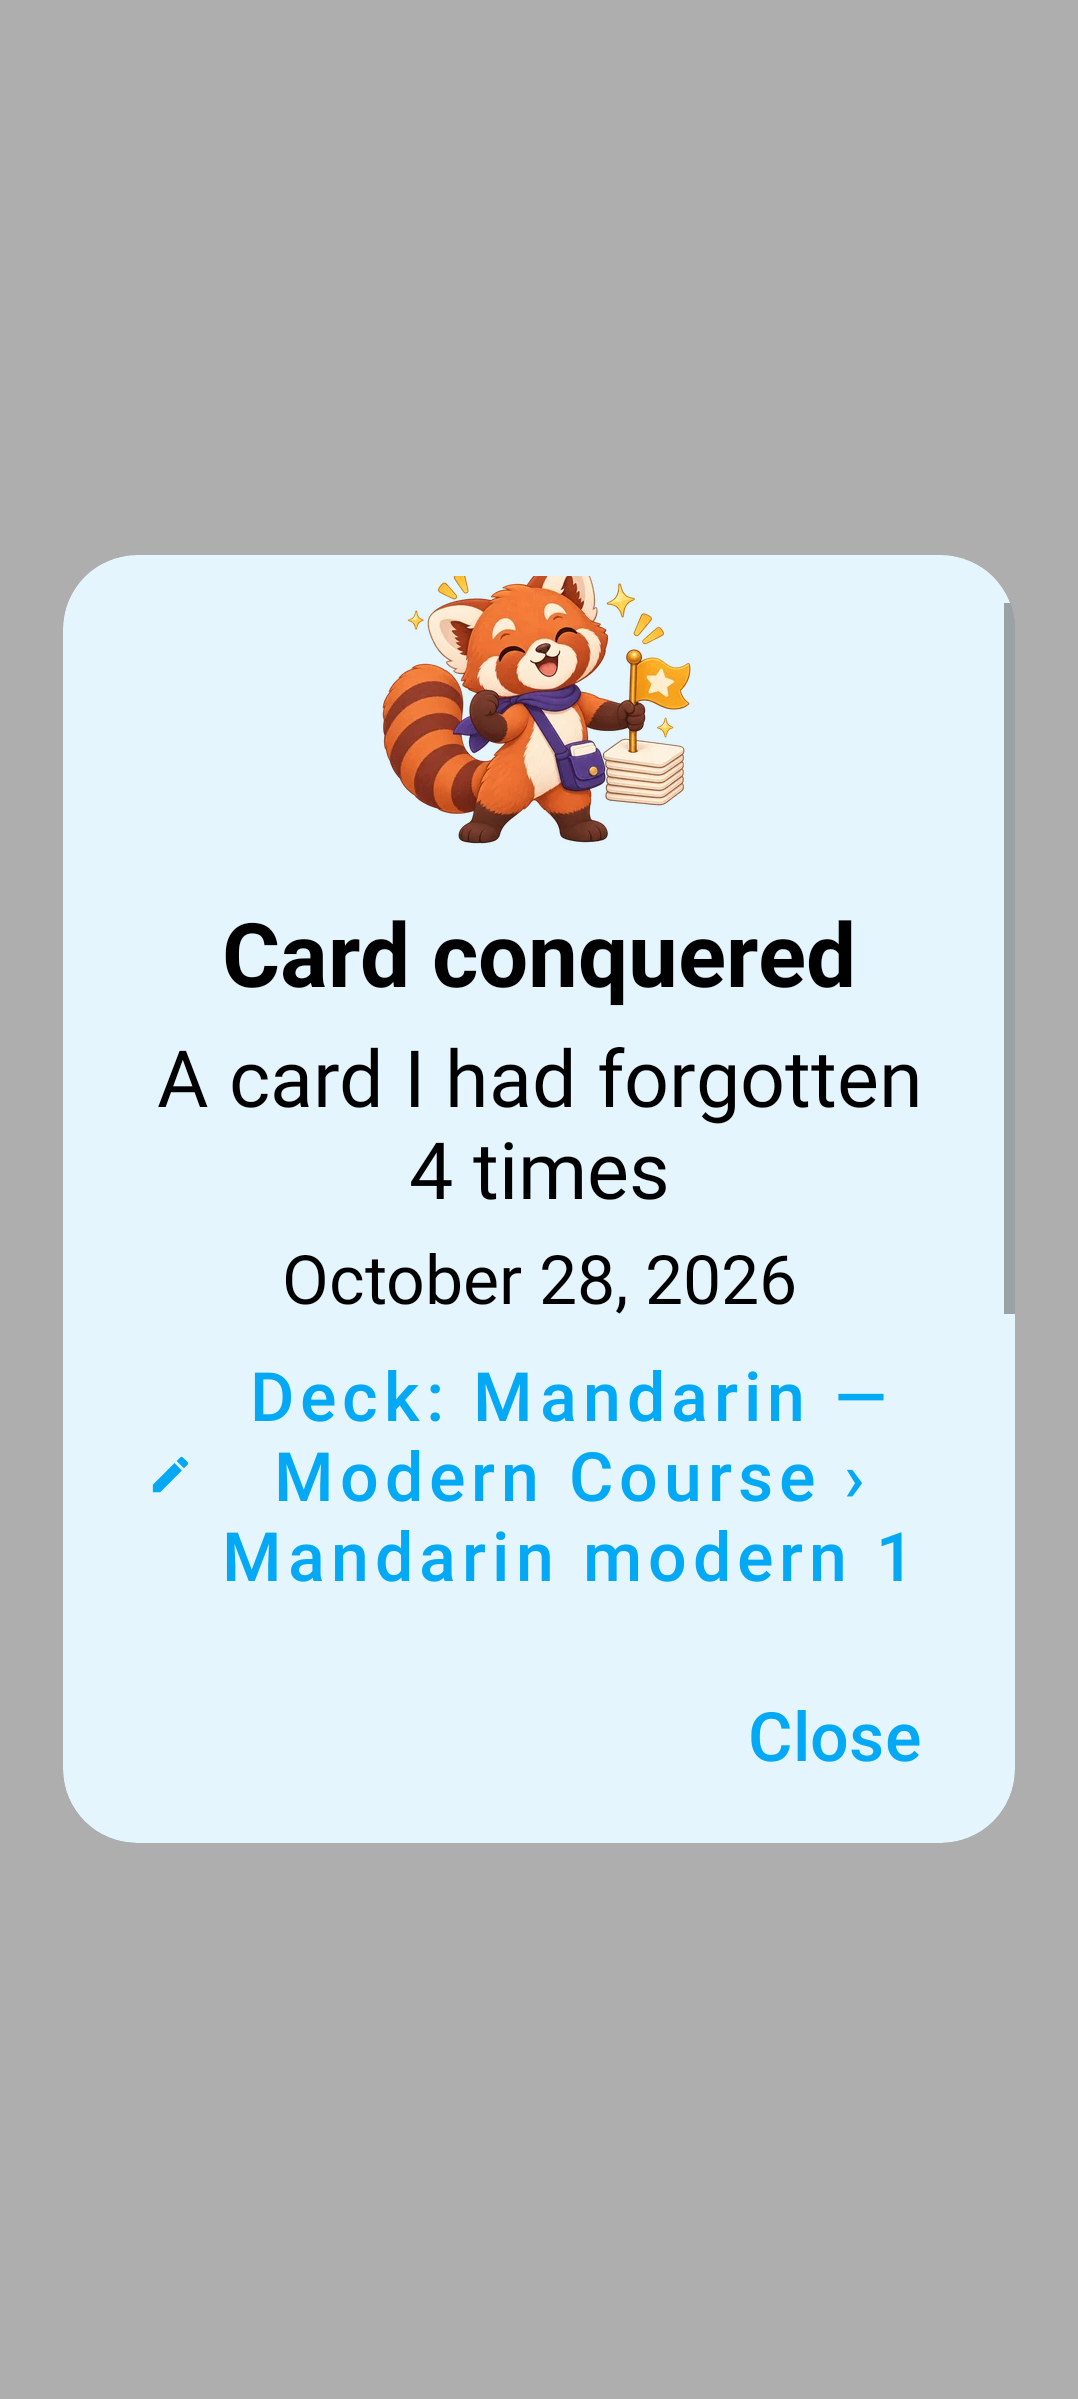 Card conquered
A card I had forgotten
4 times
October 28, 2026
Deck: Mandarin —
Modern Course ›
Mandarin modern 1
Close